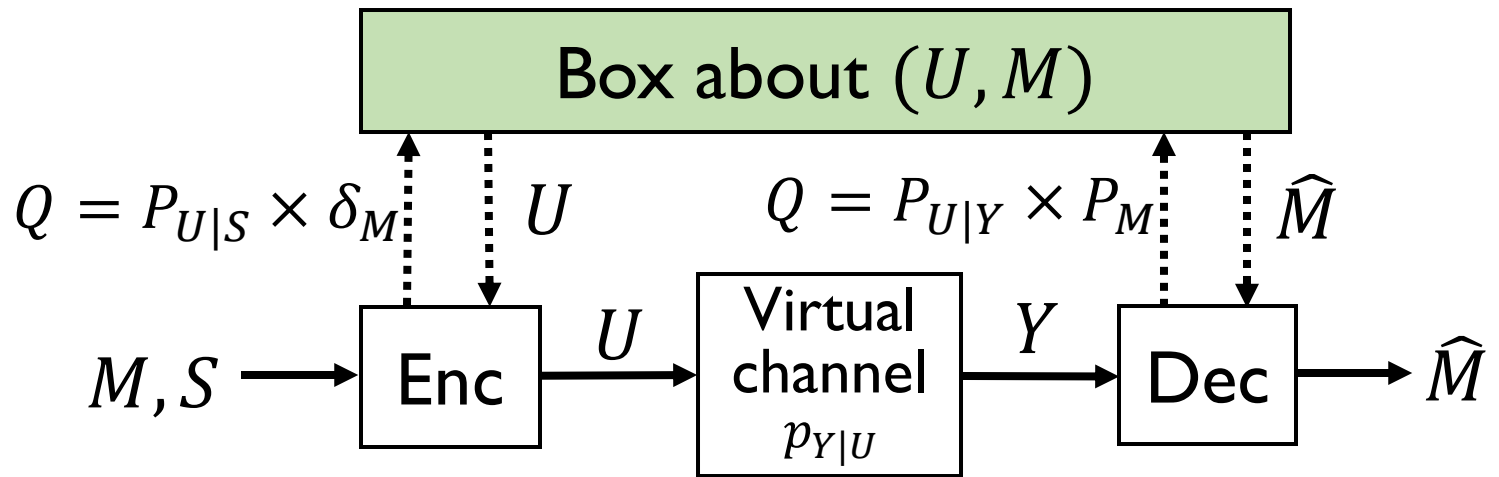 Box about (U, M)
Q = P_{U|S} × δ_M
U
Q = P_{U|Y} × P_M
M̂
M, S
Enc
U
Virtual
channel
p_{Y|U}
Y
Dec
M̂